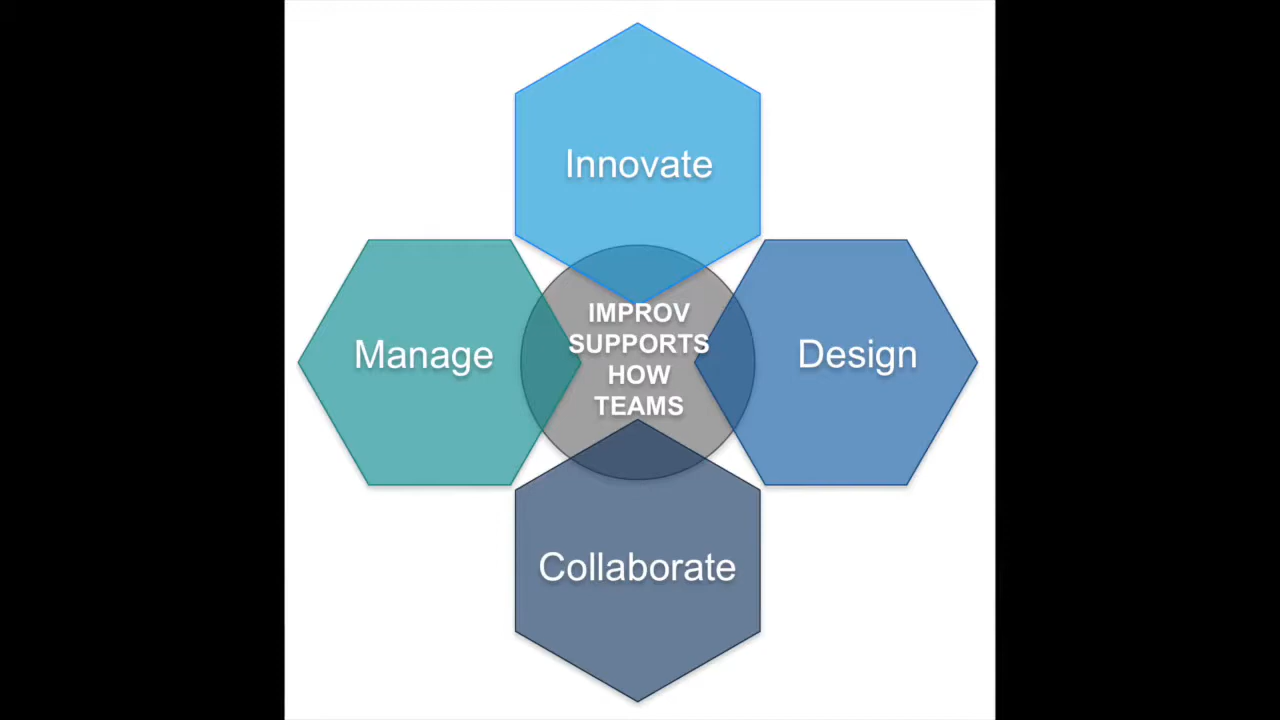 Innovate
Manage
IMPROV
SUPPORTS
HOW
TEAMS
Design
Collaborate